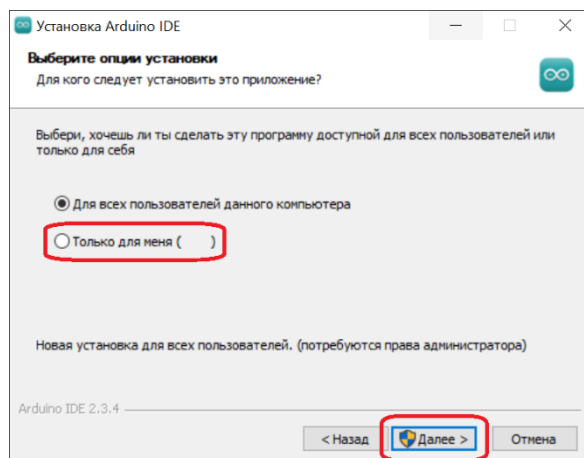 Установка Arduino IDE
Выберите опции установки
Для кого следует установить это приложение?
Выбери, хочешь ли ты сделать эту программу доступной для всех пользователей или
только для себя
Для всех пользователей данного компьютера
Только для меня ( )
Новая установка для всех пользователей. (потребуются права администратора)
Arduino IDE 2.3.4
< Назад Далее > Отмена